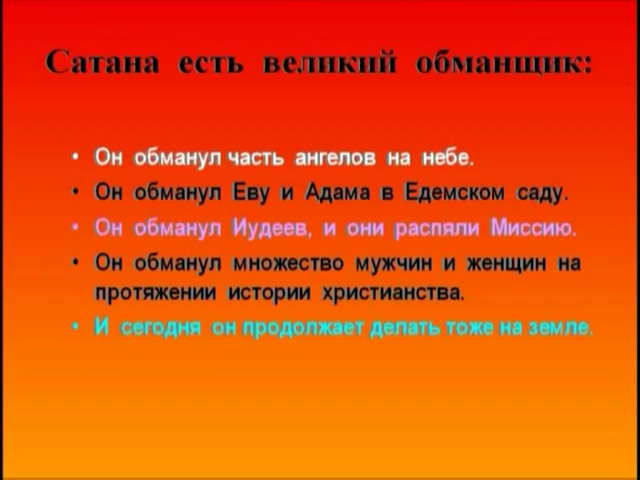 Сатана есть великий обманщик:
• Он обманул часть ангелов на небе.
• Он обманул Еву и Адама в Едемском саду.
• Он обманул Иудеев, и они распяли Миссию.
• Он обманул множество мужчин и женщин на
протяжении истории христианства.
• И сегодня он продолжает делать тоже на земле.